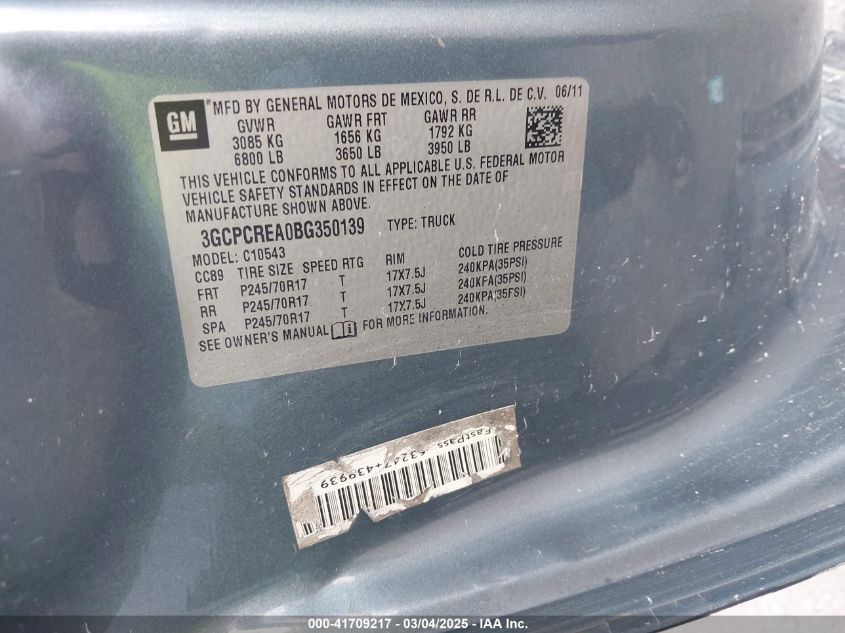 GM
*MFD BY GENERAL MOTORS DE MEXICO, S. DE R.L. DE C.V. 06/11
GVWR GAWR FRT GAWR RR
3085 KG 1656 KG 1792 KG
6800 LB 3650 LB 3950 LB
THIS VEHICLE CONFORMS TO ALL APPLICABLE U.S. FEDERAL MOTOR
VEHICLE SAFETY STANDARDS IN EFFECT ON THE DATE OF
MANUFACTURE SHOWN ABOVE.
3GCPCREA0BG350139 TYPE: TRUCK
MODEL: C10543
CC89 TIRE SIZE SPEED RTG RIM COLD TIRE PRESSURE
FRT P245/70R17 T 17X7.5J 240KPA(35PSI)
RR P245/70R17 T 17X7.5J 240KPA(35PSI)
SPA P245/70R17 T 17X7.5J 240KPA(35PSI)
SEE OWNER'S MANUAL FOR MORE INFORMATION.
FastPass
000-41709217 - 03/04/2025 - IAA Inc.